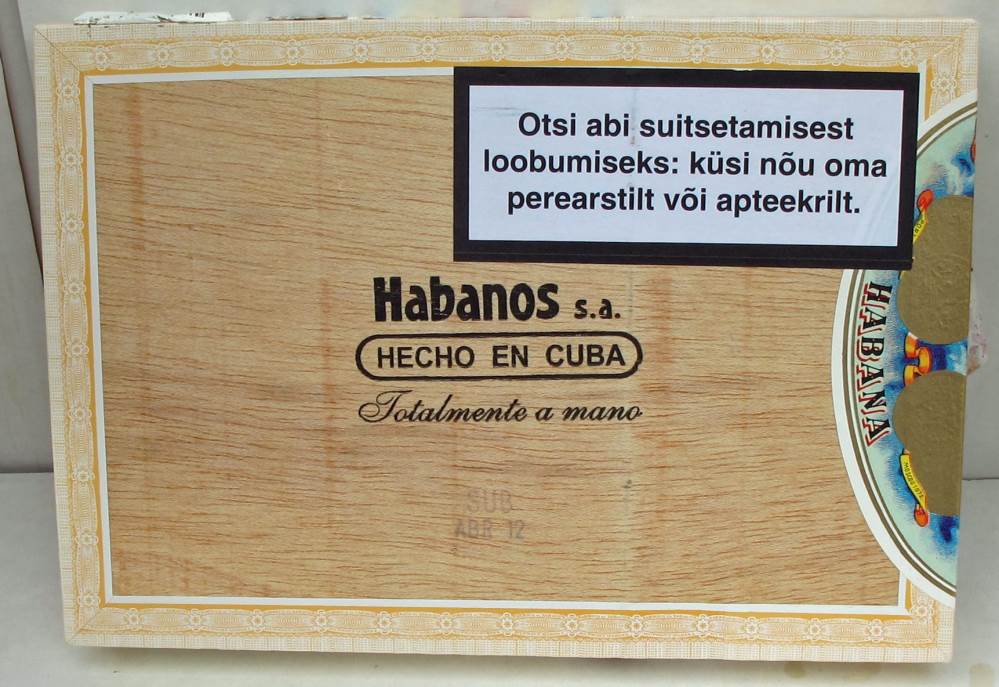 Otsi abi suitsetamisest
loobumiseks: küsi nõu oma
perearstilt või apteekrilt.
Habanos s.a.
HECHO EN CUBA
Totalmente a mano
HABANA
SUB
ABR 12